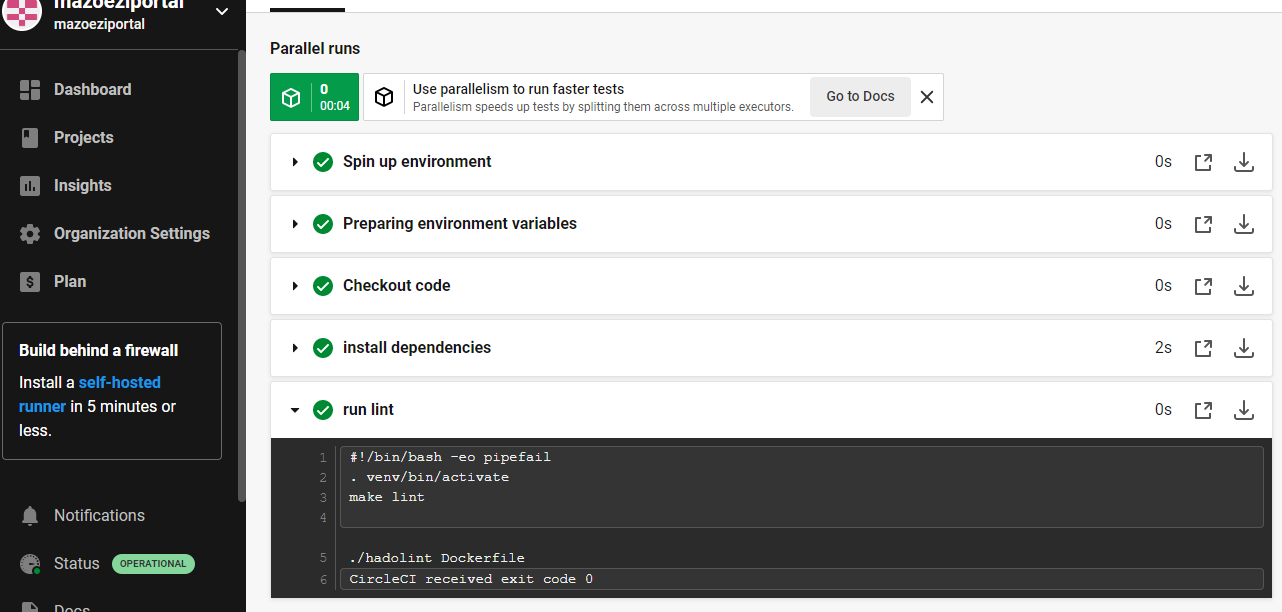 mazoeziportal
mazoeziportal
Dashboard
Projects
Insights
Organization Settings
Plan
Build behind a firewall
Install a self-hosted
runner in 5 minutes or
less.
Notifications
Status OPERATIONAL
Docs
Parallel runs
0
00:04
Use parallelism to run faster tests
Parallelism speeds up tests by splitting them across multiple executors.
Go to Docs
Spin up environment 0s
Preparing environment variables 0s
Checkout code 0s
install dependencies 2s
run lint 0s
1 #!/bin/bash -eo pipefail
2 . venv/bin/activate
3 make lint
4
5 ./hadolint Dockerfile
6 CircleCI received exit code 0